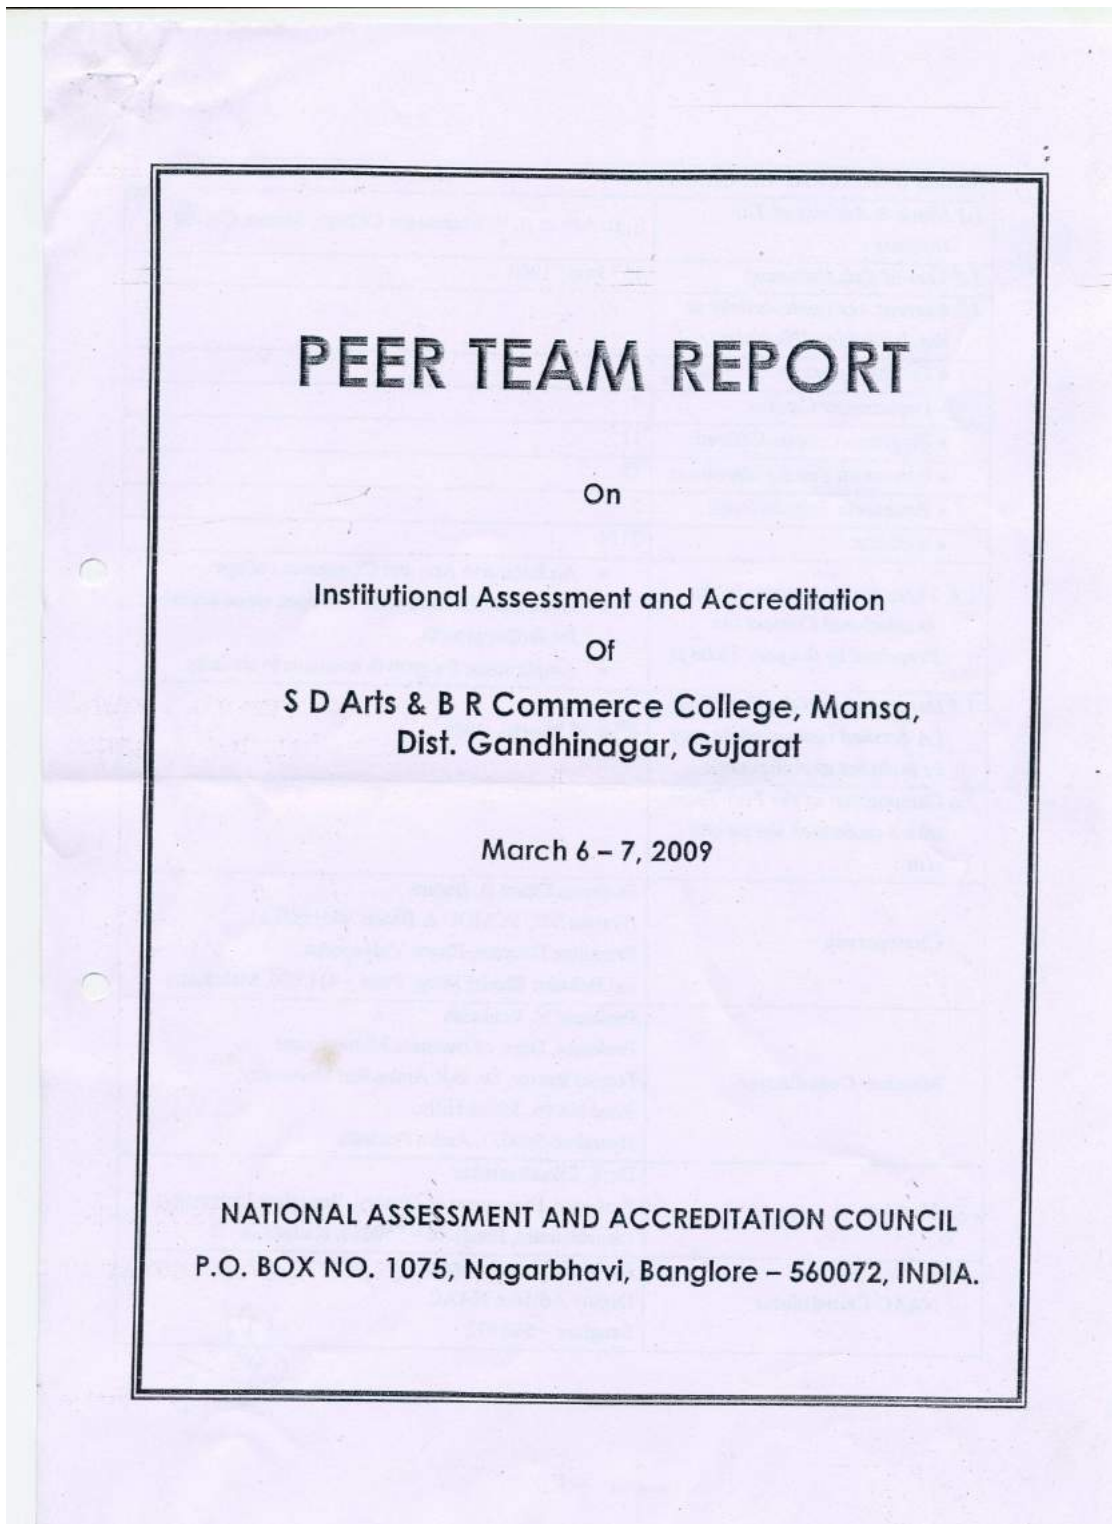 PEER TEAM REPORT
On
Institutional Assessment and Accreditation
Of
S D Arts & B R Commerce College, Mansa,
Dist. Gandhinagar, Gujarat
March 6 – 7, 2009
NATIONAL ASSESSMENT AND ACCREDITATION COUNCIL
P.O. BOX NO. 1075, Nagarbhavi, Banglore – 560072, INDIA.